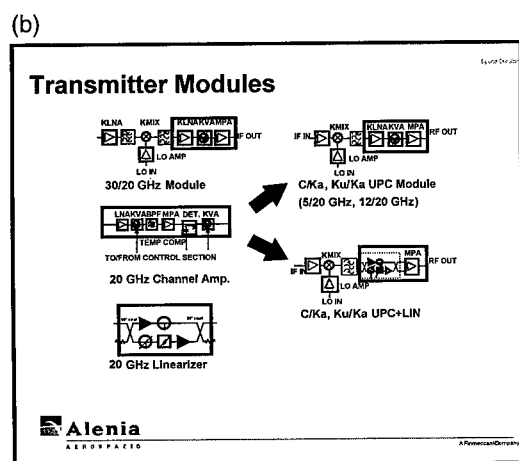 (b)
Transmitter Modules
KLNA KMIX KLNA KVA MPA
IF OUT
LO AMP
LO IN
30/20 GHz Module
KMIX KLNA KVA MPA
IF IN RF OUT
LO AMP
LO IN
C/Ka, Ku/Ka UPC Module
(5/20 GHz, 12/20 GHz)
LNA KVA BPF MPA DET. KVA
TEMP COMP
TO/FROM CONTROL SECTION
20 GHz Channel Amp.
KMIX MPA
RF OUT
IF IN
LO AMP
LO IN
C/Ka, Ku/Ka UPC+LIN
20 GHz Linearizer
Alenia
AEROSPAZIO
A Finmeccanica Company